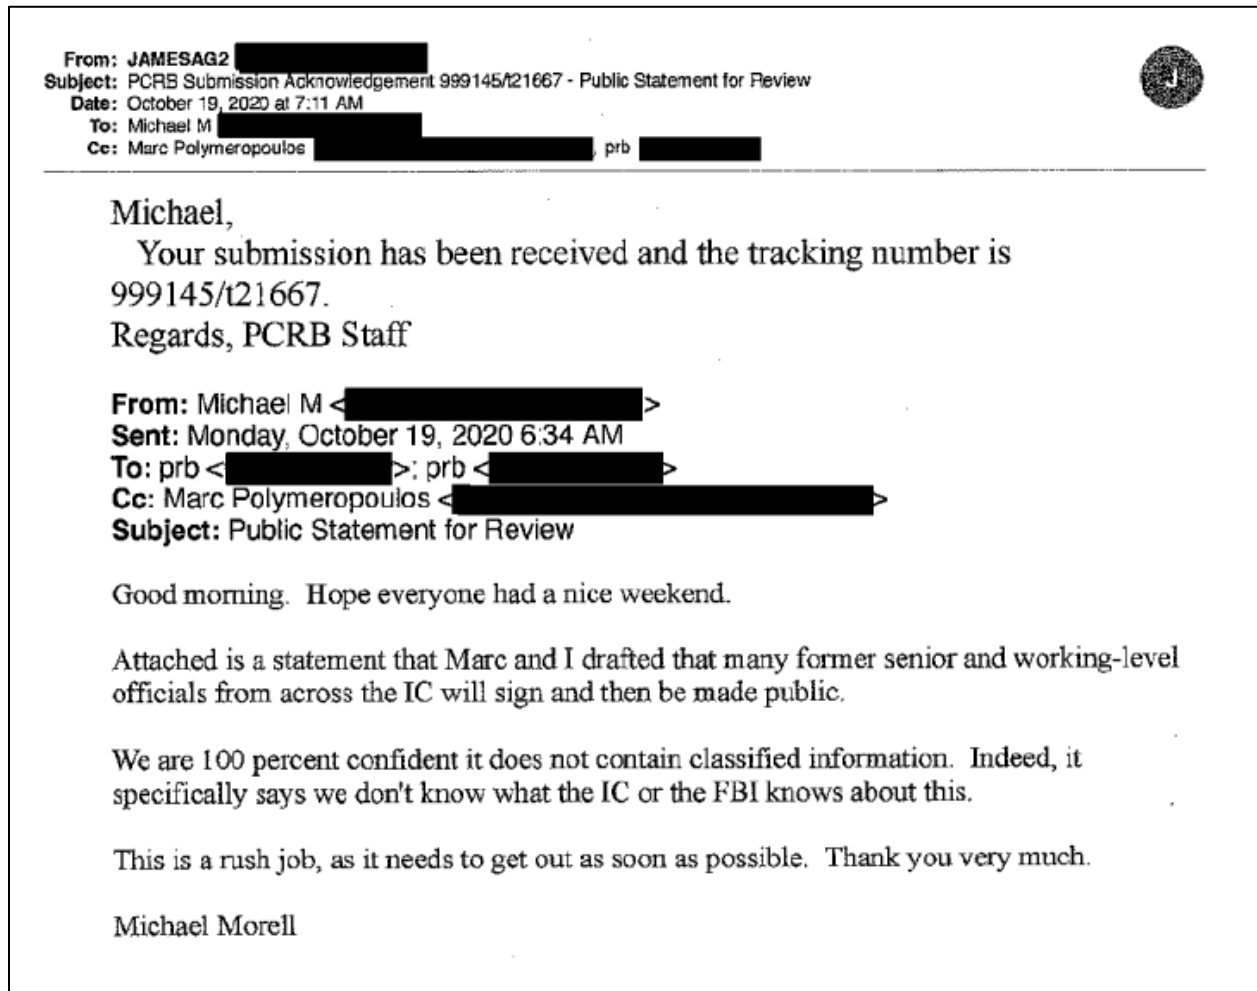 From: JAMESAG2
Subject: PCRB Submission Acknowledgement 999145/t21667 - Public Statement for Review
Date: October 19, 2020 at 7:11 AM
To: Michael M
Cc: Marc Polymeropoulos , prb
J
Michael,
Your submission has been received and the tracking number is
999145/t21667.
Regards, PCRB Staff
From: Michael M < >
Sent: Monday, October 19, 2020 6:34 AM
To: prb < >; prb < >
Cc: Marc Polymeropoulos < >
Subject: Public Statement for Review
Good morning. Hope everyone had a nice weekend.
Attached is a statement that Marc and I drafted that many former senior and working-level
officials from across the IC will sign and then be made public.
We are 100 percent confident it does not contain classified information. Indeed, it
specifically says we don't know what the IC or the FBI knows about this.
This is a rush job, as it needs to get out as soon as possible. Thank you very much.
Michael Morell